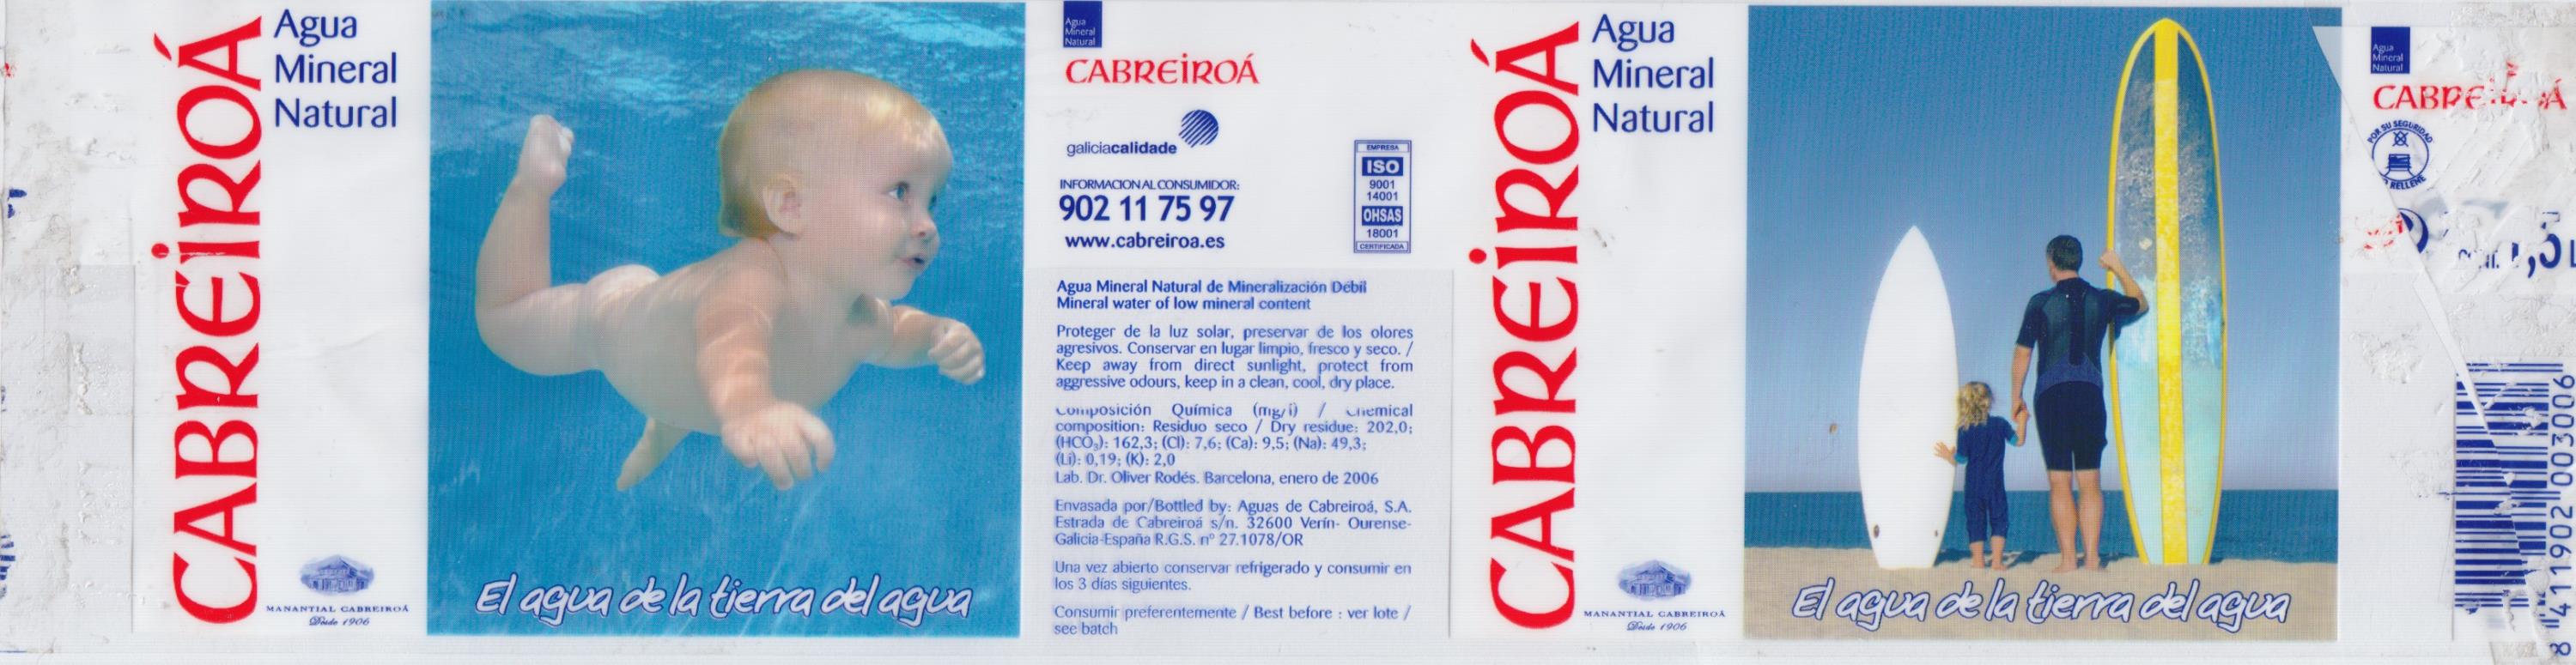 CABREIROÁ
Agua
Mineral
Natural
MANANTIAL CABREIROÁ
Desde 1906
El agua de la tierra del agua
Agua
Mineral
Natural
CABREIROÁ
galiciacalidade
INFORMACION AL CONSUMIDOR:
902 11 75 97
www.cabreiroa.es
EMPRESA
ISO
9001
14001
OHSAS
18001
CERTIFICADA
Agua Mineral Natural de Mineralización Débil
Mineral water of low mineral content
Proteger de la luz solar, preservar de los olores
agresivos. Conservar en lugar limpio, fresco y seco. /
Keep away from direct sunlight, protect from
aggressive odours, keep in a clean, cool, dry place.
Composición Química (mg/l) / Chemical
composition: Residuo seco / Dry residue: 202,0;
(HCO₃): 162,3; (Cl): 7,6; (Ca): 9,5; (Na): 49,3;
(Li): 0,19; (K): 2,0
Lab. Dr. Oliver Rodés. Barcelona, enero de 2006
Envasada por/Bottled by: Aguas de Cabreiroá, S.A.
Estrada de Cabreiroá s/n. 32600 Verín- Ourense-
Galicia-España R.G.S. nº 27.1078/OR
Una vez abierto conservar refrigerado y consumir en
los 3 días siguientes.
Consumir preferentemente / Best before : ver lote /
see batch
CABREIROÁ
Agua
Mineral
Natural
MANANTIAL CABREIROÁ
Desde 1906
El agua de la tierra del agua
Agua
Mineral
Natural
POR SU SEGURIDAD
RELLENE
8 411902 003006